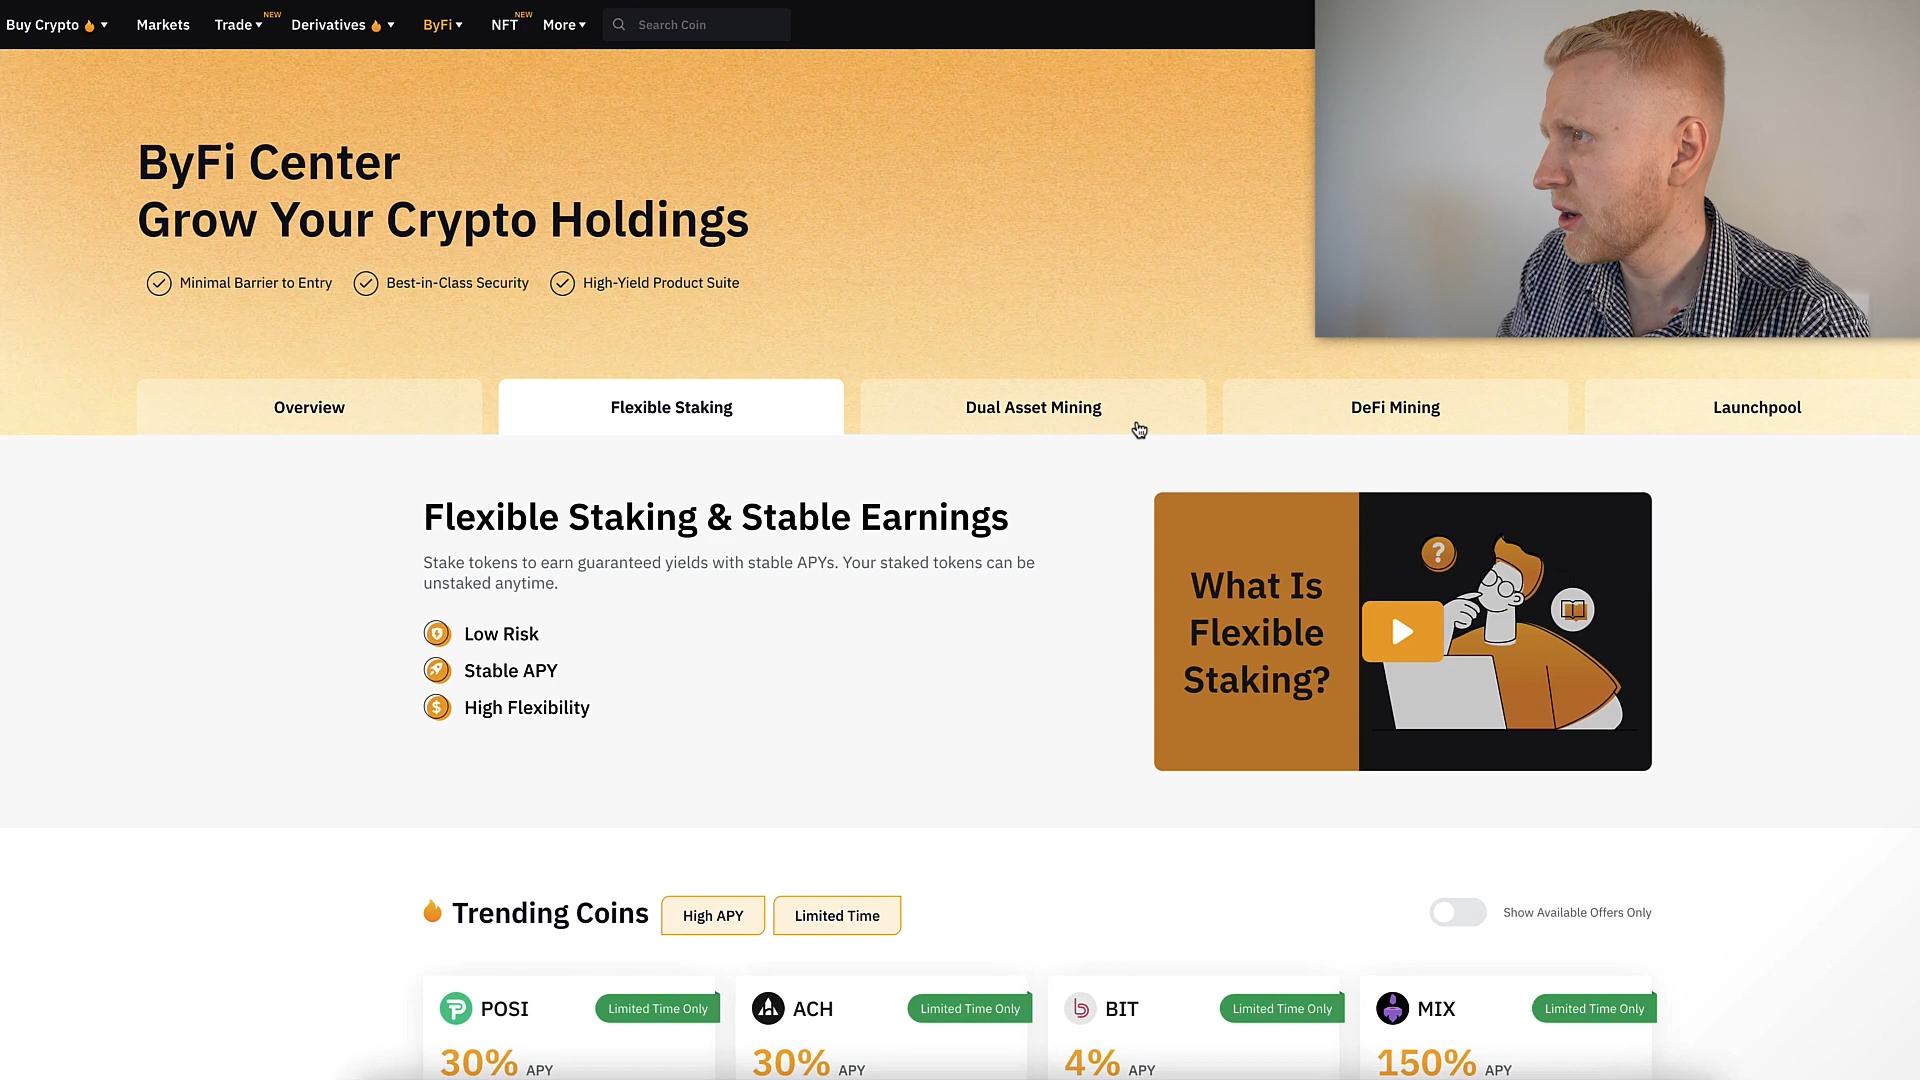 Buy Crypto Markets Trade NEW Derivatives ByFi NFT NEW More Search Coin
ByFi Center
Grow Your Crypto Holdings
Minimal Barrier to Entry Best-in-Class Security High-Yield Product Suite
Overview Flexible Staking Dual Asset Mining DeFi Mining Launchpool
Flexible Staking & Stable Earnings
Stake tokens to earn guaranteed yields with stable APYs. Your staked tokens can be
unstaked anytime.
Low Risk
Stable APY
High Flexibility
What Is
Flexible
Staking?
Trending Coins High APY Limited Time Show Available Offers Only
POSI Limited Time Only ACH Limited Time Only BIT Limited Time Only MIX Limited Time Only
30% APY 30% APY 4% APY 150% APY